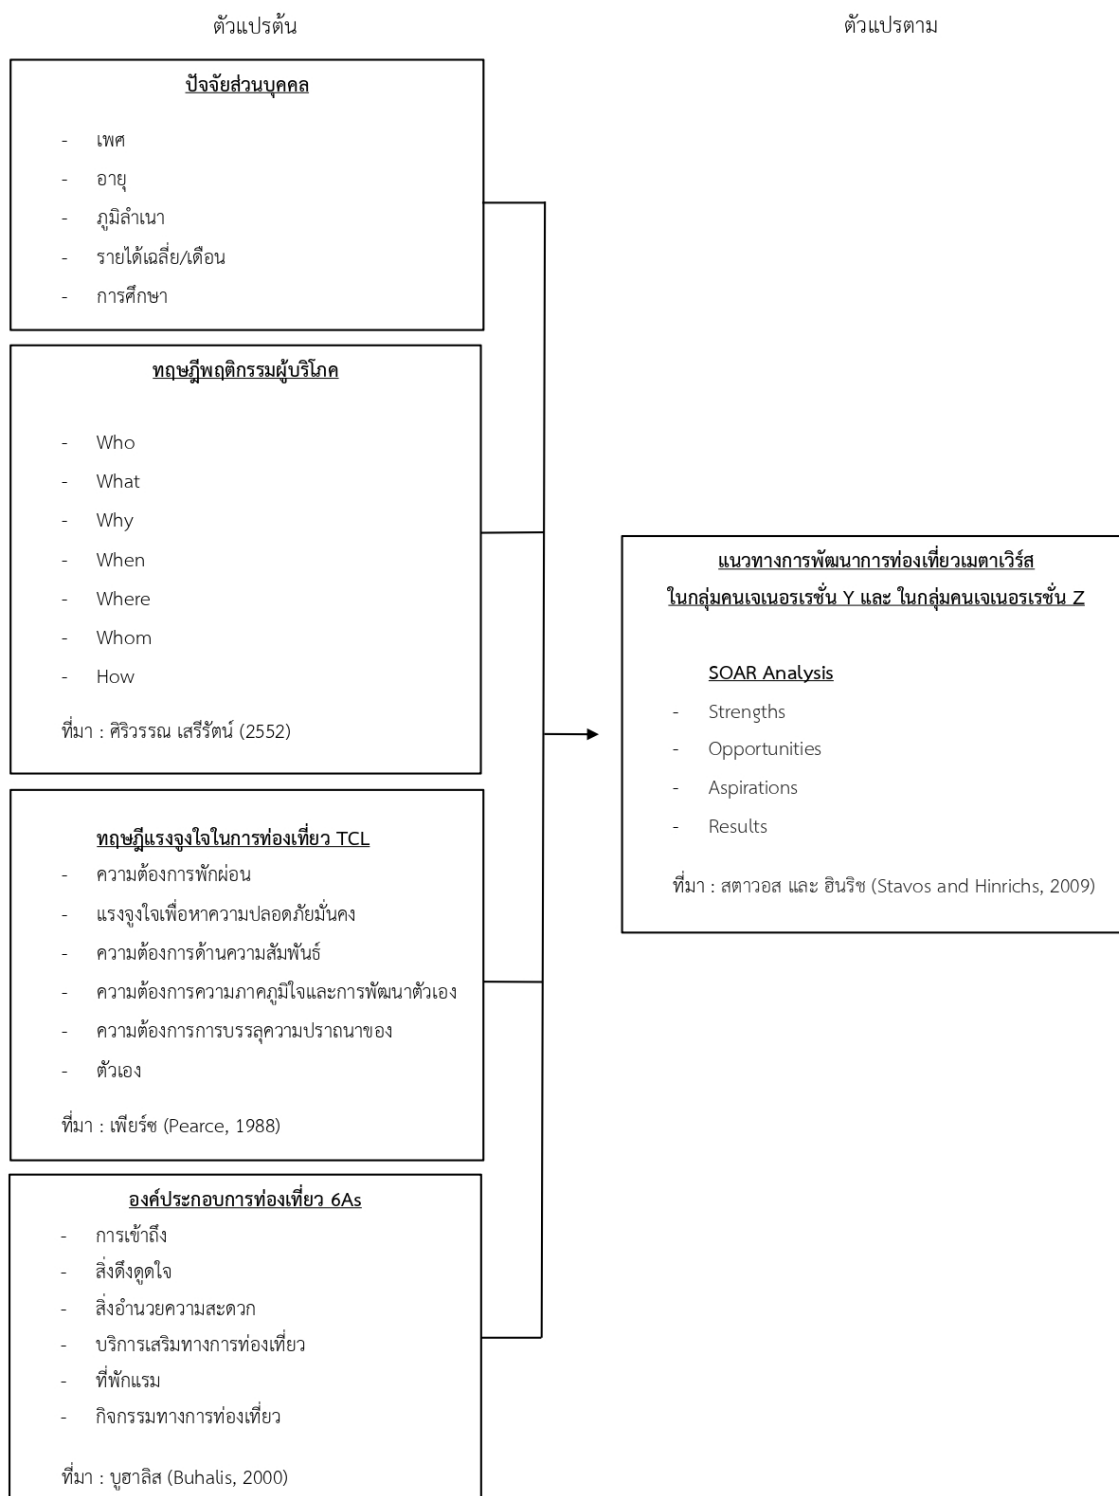 ตัวแปรต้น
ตัวแปรตาม
ปัจจัยส่วนบุคคล
- เพศ
- อายุ
- ภูมิลำเนา
- รายได้เฉลี่ย/เดือน
- การศึกษา
ทฤษฎีพฤติกรรมผู้บริโภค
- Who
- What
- Why
- When
- Where
- Whom
- How
ที่มา : ศิริวรรณ เสรีรัตน์ (2552)
ทฤษฎีแรงจูงใจในการท่องเที่ยว TCL
- ความต้องการพักผ่อน
- แรงจูงใจเพื่อหาความปลอดภัยมั่นคง
- ความต้องการด้านความสัมพันธ์
- ความต้องการความภาคภูมิใจและการพัฒนาตัวเอง
- ความต้องการการบรรลุความปราถนาของ
- ตัวเอง
ที่มา : เพียร์ซ (Pearce, 1988)
องค์ประกอบการท่องเที่ยว 6As
- การเข้าถึง
- สิ่งดึงดูดใจ
- สิ่งอำนวยความสะดวก
- บริการเสริมทางการท่องเที่ยว
- ที่พักแรม
- กิจกรรมทางการท่องเที่ยว
ที่มา : บูฮาลิส (Buhalis, 2000)
แนวทางการพัฒนาการท่องเที่ยวเมตาเวิร์ส
ในกลุ่มคนเจเนอรเรชั่น Y และ ในกลุ่มคนเจเนอรเรชั่น Z
SOAR Analysis
- Strengths
- Opportunities
- Aspirations
- Results
ที่มา : สตาวอส และ ฮินริช (Stavos and Hinrichs, 2009)